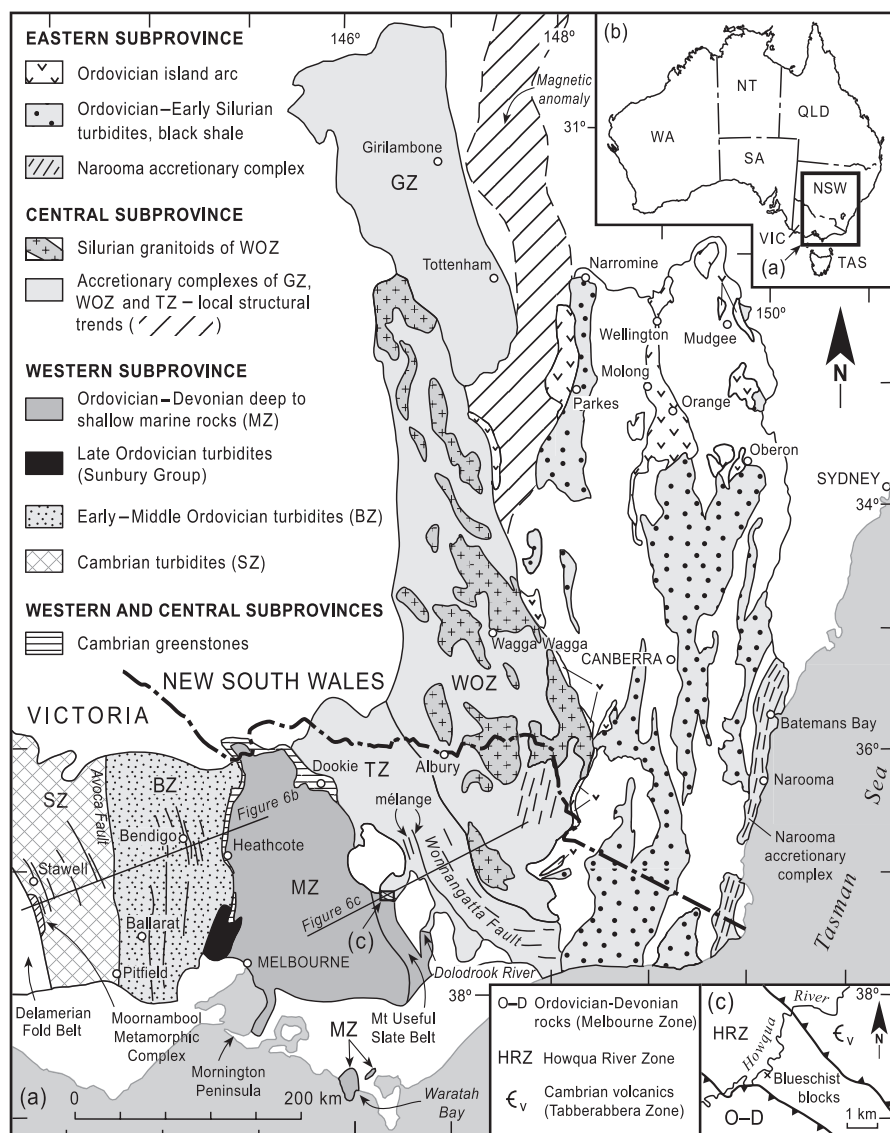 EASTERN SUBPROVINCE
Ordovician island arc
Ordovician–Early Silurian
turbidites, black shale
Narooma accretionary complex
CENTRAL SUBPROVINCE
Silurian granitoids of WOZ
Accretionary complexes of GZ,
WOZ and TZ – local structural
trends ( )
WESTERN SUBPROVINCE
Ordovician–Devonian deep to
shallow marine rocks (MZ)
Late Ordovician turbidites
(Sunbury Group)
Early–Middle Ordovician turbidites (BZ)
Cambrian turbidites (SZ)
WESTERN AND CENTRAL SUBPROVINCES
Cambrian greenstones
146°
148°
Magnetic
anomaly
31°
Girilambone
GZ
Tottenham
Narromine
Wellington
Mudgee
Molong
Parkes
Orange
Oberon
SYDNEY
34°
150°
N
(b)
WA
NT
QLD
SA
NSW
VIC
(a)
TAS
Wagga Wagga
CANBERRA
WOZ
NEW SOUTH WALES
VICTORIA
Batemans Bay
36°
Narooma
Narooma
accretionary
complex
Tasman
Sea
SZ
Avoca Fault
BZ
Figure 6b
Dookie
TZ
Albury
mélange
Bendigo
Heathcote
Stawell
Wonnangatta Fault
MZ
Figure 6c
(c)
Ballarat
MELBOURNE
Pitfield
Dolodrook River
38°
Delamerian
Fold Belt
Moornambool
Metamorphic
Complex
Mt Useful
Slate Belt
MZ
Mornington
Peninsula
Waratah
Bay
(a)
0
200 km
O–D Ordovician-Devonian
rocks (Melbourne Zone)
HRZ Howqua River Zone
Ꞓv Cambrian volcanics
(Tabberabbera Zone)
38°
(c)
River
N
HRZ
Howqua
Ꞓv
Blueschist
blocks
O–D
1 km